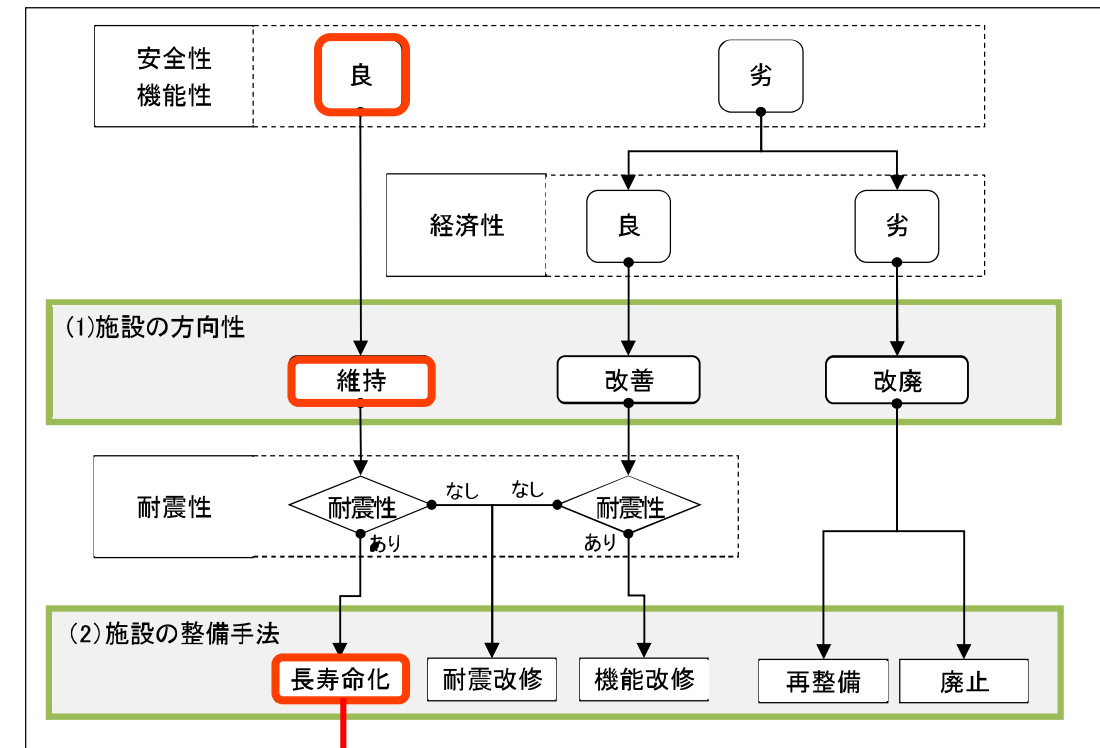 安全性
機能性
良
劣
経済性
良
劣
(1)施設の方向性
維持
改善
改廃
耐震性
耐震性
なし
なし
耐震性
あり
あり
(2)施設の整備手法
長寿命化
耐震改修
機能改修
再整備
廃止